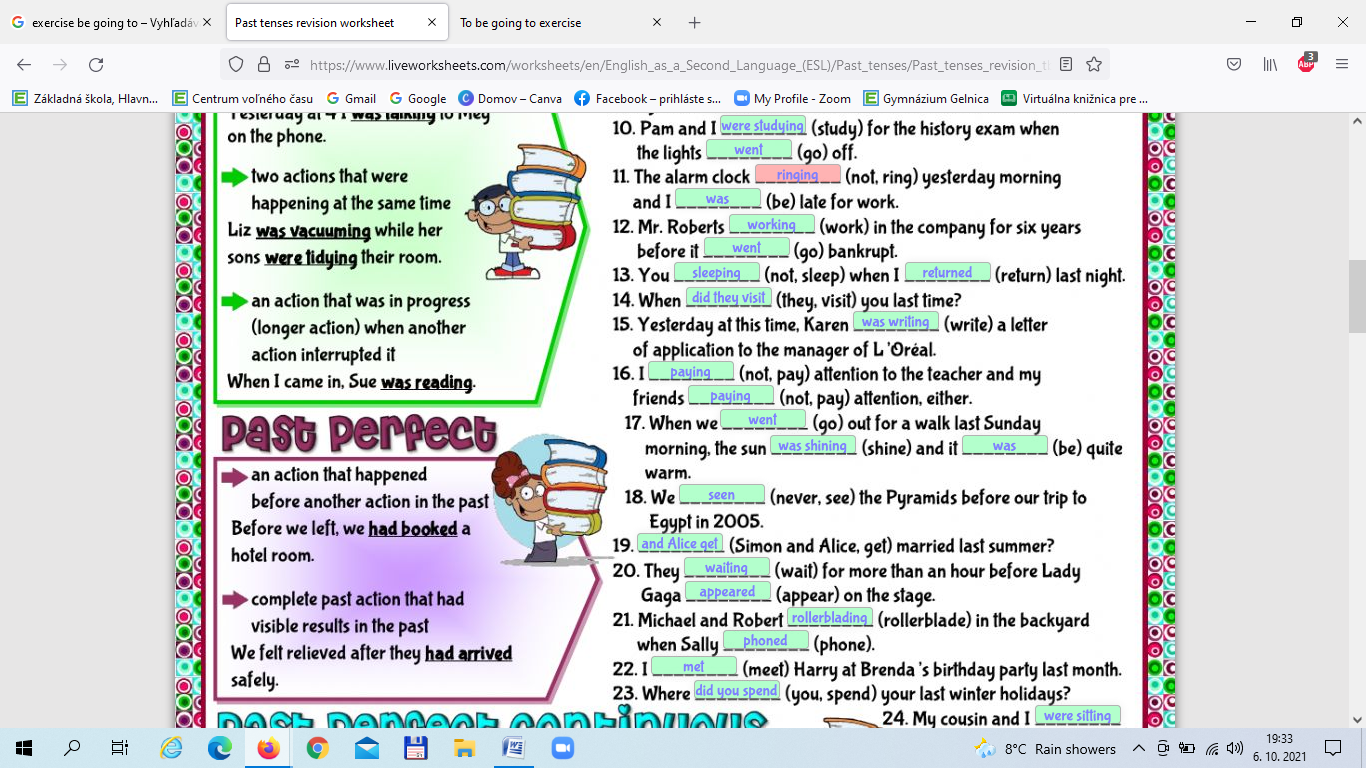 exercise be going to – Vyhľadáv
Past tenses revision worksheet
To be going to exercise
https://www.liveworksheets.com/worksheets/en/English_as_a_Second_Language_(ESL)/Past_tenses/Past_tenses_revision_t
3
ABP
Základná škola, Hlavn...
Centrum voľného času
Gmail
Google
Domov – Canva
Facebook – prihláste s...
My Profile - Zoom
Gymnázium Gelnica
Virtuálna knižnica pre ...
Yesterday at 4 I was talking to Meg
on the phone.
two actions that were
happening at the same time
Liz was vacuuming while her
sons were tidying their room.
an action that was in progress
(longer action) when another
action interrupted it
When I came in, Sue was reading.
Past Perfect
an action that happened
before another action in the past
Before we left, we had booked a
hotel room.
complete past action that had
visible results in the past
We felt relieved after they had arrived
safely.
Past Perfect Continuous
10. Pam and I were studying (study) for the history exam when
the lights went (go) off.
11. The alarm clock ringing (not, ring) yesterday morning
and I was (be) late for work.
12. Mr. Roberts working (work) in the company for six years
before it went (go) bankrupt.
13. You sleeping (not, sleep) when I returned (return) last night.
14. When did they visit (they, visit) you last time?
15. Yesterday at this time, Karen was writing (write) a letter
of application to the manager of L'Oréal.
16. I paying (not, pay) attention to the teacher and my
friends paying (not, pay) attention, either.
17. When we went (go) out for a walk last Sunday
morning, the sun was shining (shine) and it was (be) quite
warm.
18. We seen (never, see) the Pyramids before our trip to
Egypt in 2005.
19. and Alice get (Simon and Alice, get) married last summer?
20. They waiting (wait) for more than an hour before Lady
Gaga appeared (appear) on the stage.
21. Michael and Robert rollerblading (rollerblade) in the backyard
when Sally phoned (phone).
22. I met (meet) Harry at Brenda's birthday party last month.
23. Where did you spend (you, spend) your last winter holidays?
24. My cousin and I were sitting
8°C Rain showers
19:33
6. 10. 2021